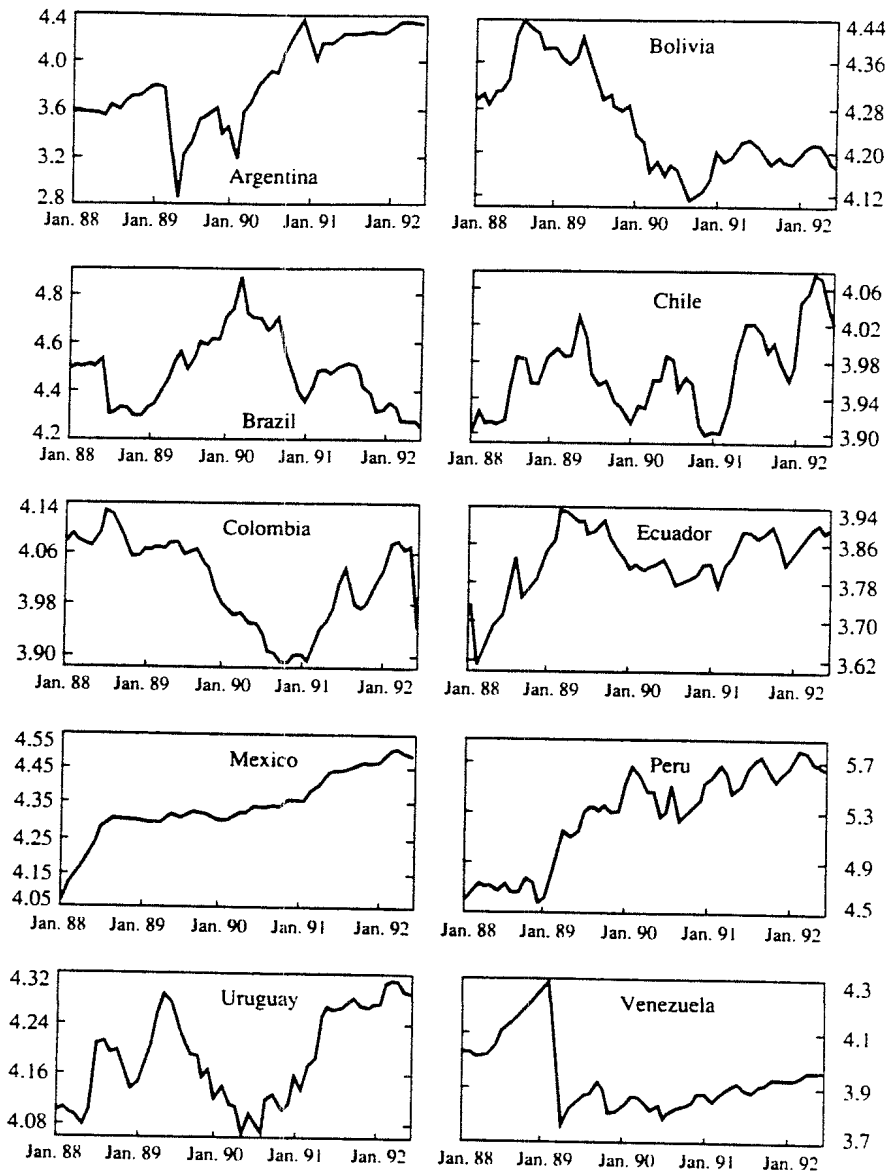 4.4
4.0
3.6
3.2
2.8
Argentina
Jan. 88 Jan. 89 Jan. 90 Jan. 91 Jan. 92
Bolivia
4.44
4.36
4.28
4.20
4.12
Jan. 88 Jan. 89 Jan. 90 Jan. 91 Jan. 92
4.8
4.6
4.4
4.2
Brazil
Jan. 88 Jan. 89 Jan. 90 Jan. 91 Jan. 92
Chile
4.06
4.02
3.98
3.94
3.90
Jan. 88 Jan. 89 Jan. 90 Jan. 91 Jan. 92
4.14
4.06
3.98
3.90
Colombia
Jan. 88 Jan. 89 Jan. 90 Jan. 91 Jan. 92
Ecuador
3.94
3.86
3.78
3.70
3.62
Jan. 88 Jan. 89 Jan. 90 Jan. 91 Jan. 92
4.55
4.45
4.35
4.25
4.15
4.05
Mexico
Jan. 88 Jan. 89 Jan. 90 Jan. 91 Jan. 92
Peru
5.7
5.3
4.9
4.5
Jan. 88 Jan. 89 Jan. 90 Jan. 91 Jan. 92
4.32
4.24
4.16
4.08
Uruguay
Jan. 88 Jan. 89 Jan. 90 Jan. 91 Jan. 92
Venezuela
4.3
4.1
3.9
3.7
Jan. 88 Jan. 89 Jan. 90 Jan. 91 Jan. 92